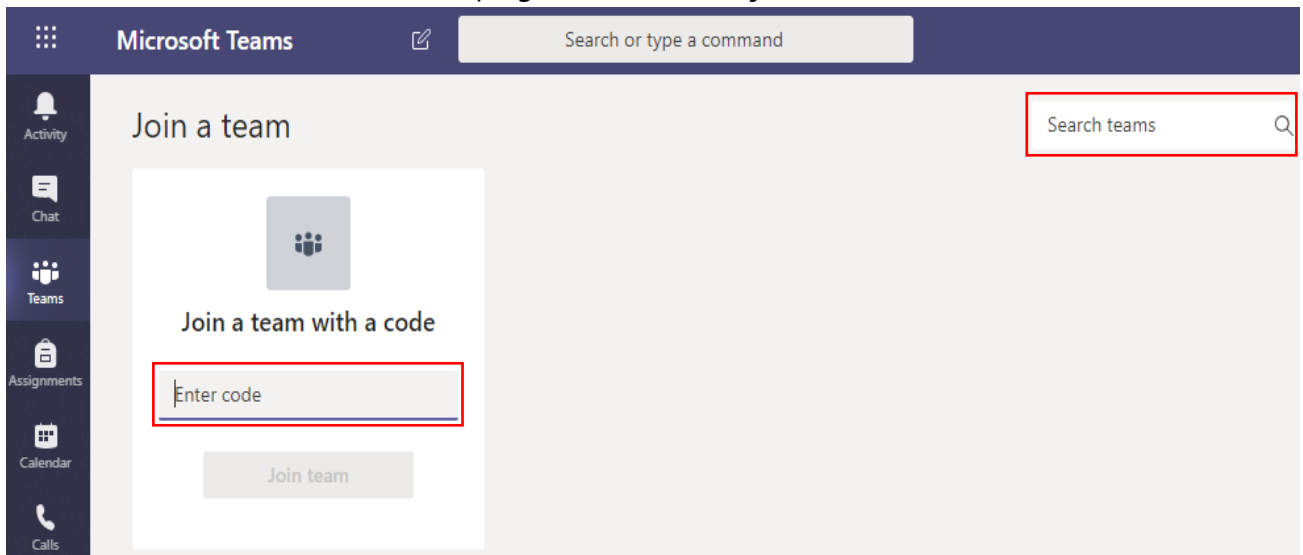 Microsoft Teams
Search or type a command
Activity
Chat
Teams
Assignments
Calendar
Calls
Join a team
Search teams
Join a team with a code
Enter code
Join team